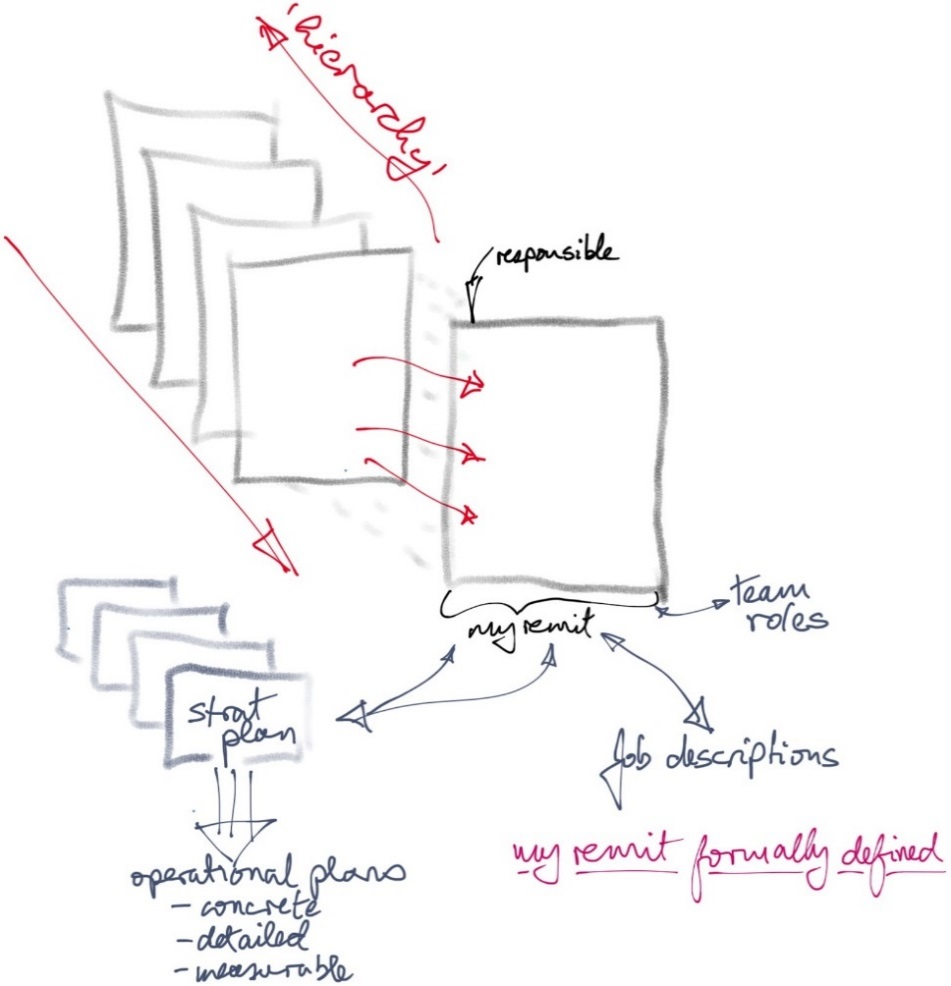 'hierarchy'
responsible
my remit
team
roles
strat
plan
Job descriptions
my remit formally defined
operational plans
- concrete
- detailed
- measurable